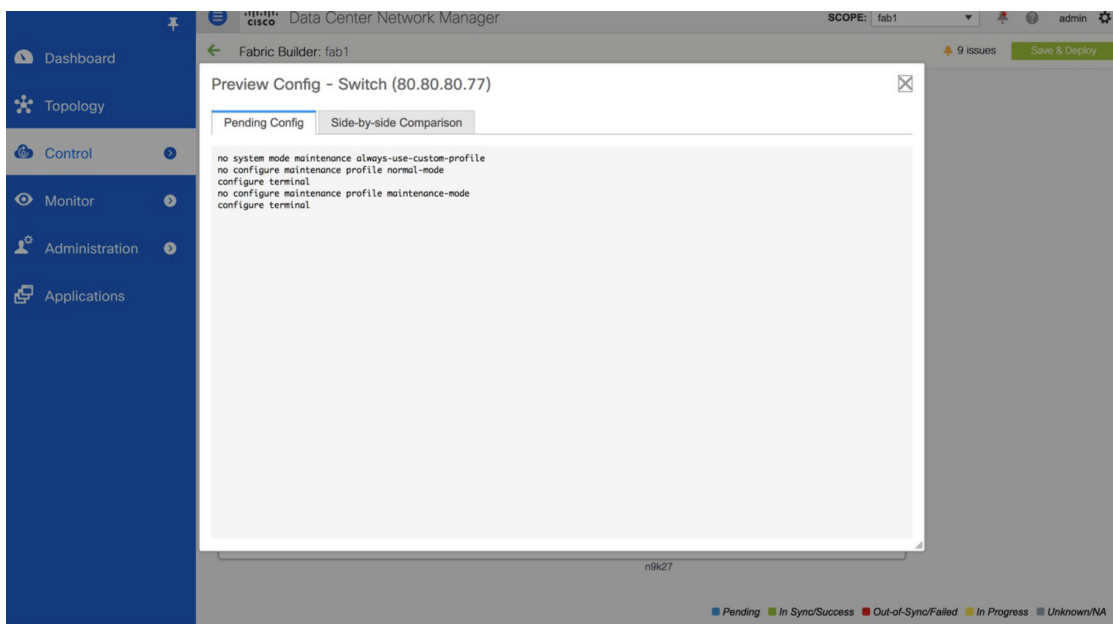 cisco Data Center Network Manager
SCOPE: fab1
admin
Dashboard
Topology
Control
Monitor
Administration
Applications
Fabric Builder: fab1
9 issues
Save & Deploy
Preview Config - Switch (80.80.80.77)
Pending Config
Side-by-side Comparison
no system mode maintenance always-use-custom-profile
no configure maintenance profile normal-mode
configure terminal
no configure maintenance profile maintenance-mode
configure terminal
n9k27
Pending In Sync/Success Out-of-Sync/Failed In Progress Unknown/NA